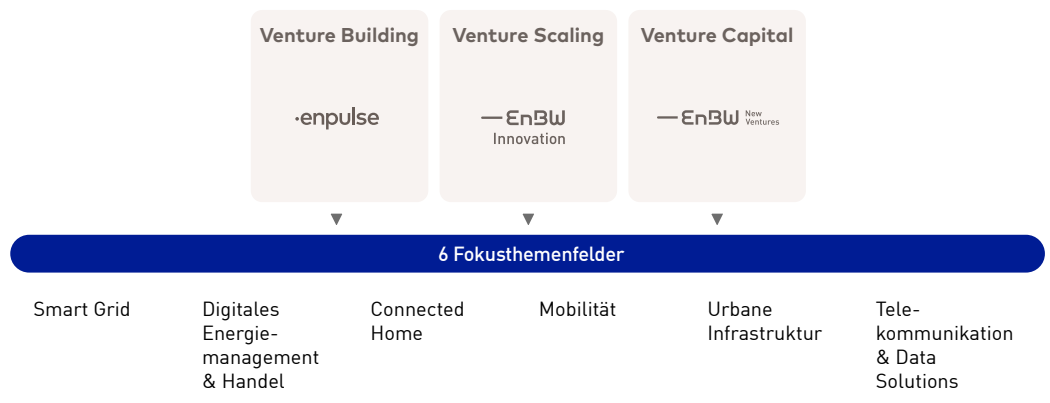 Venture Building
Venture Scaling
Venture Capital
·enpulse
EnBW
Innovation
EnBW New
Ventures
6 Fokusthemenfelder
Smart Grid
Digitales
Energie-
management
& Handel
Connected
Home
Mobilität
Urbane
Infrastruktur
Tele-
kommunikation
& Data
Solutions